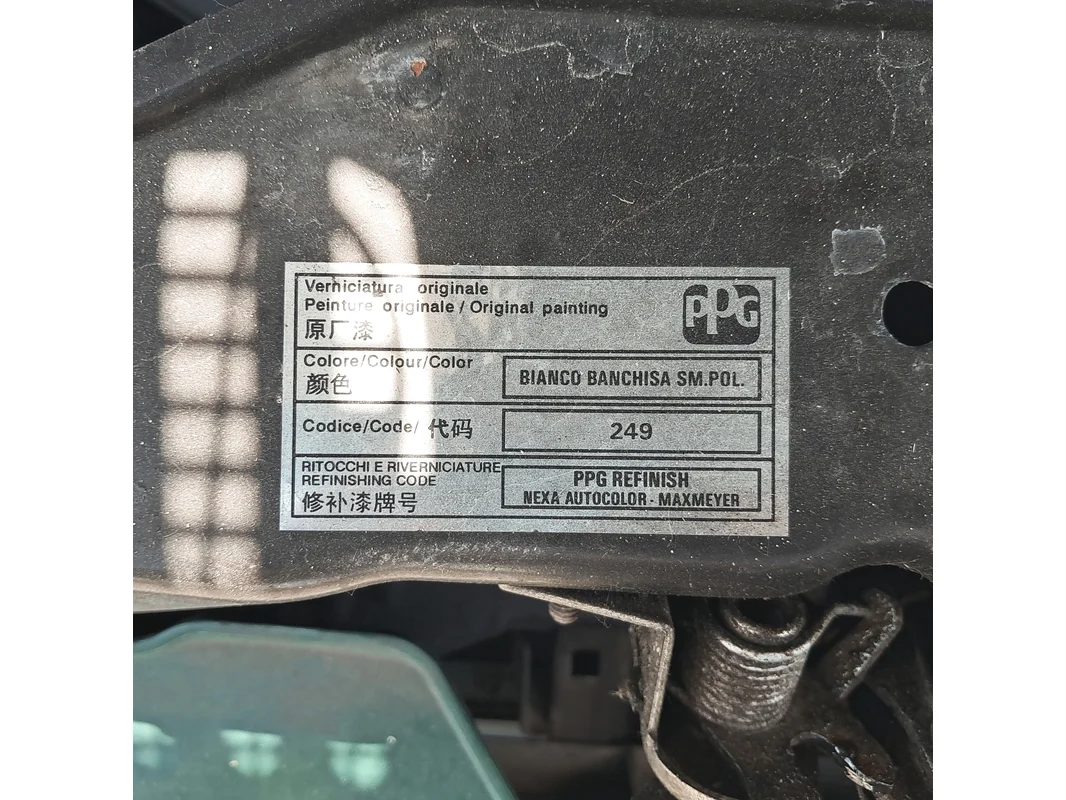 Verniciatura originale
Peinture originale / Original painting
原厂漆
PPG
Colore/Colour/Color
颜色
BIANCO BANCHISA SM.POL.
Codice/Code/ 代码
249
RITOCCHI E RIVERNICIATURE
REFINISHING CODE
修补漆牌号
PPG REFINISH
NEXA AUTOCOLOR - MAXMEYER